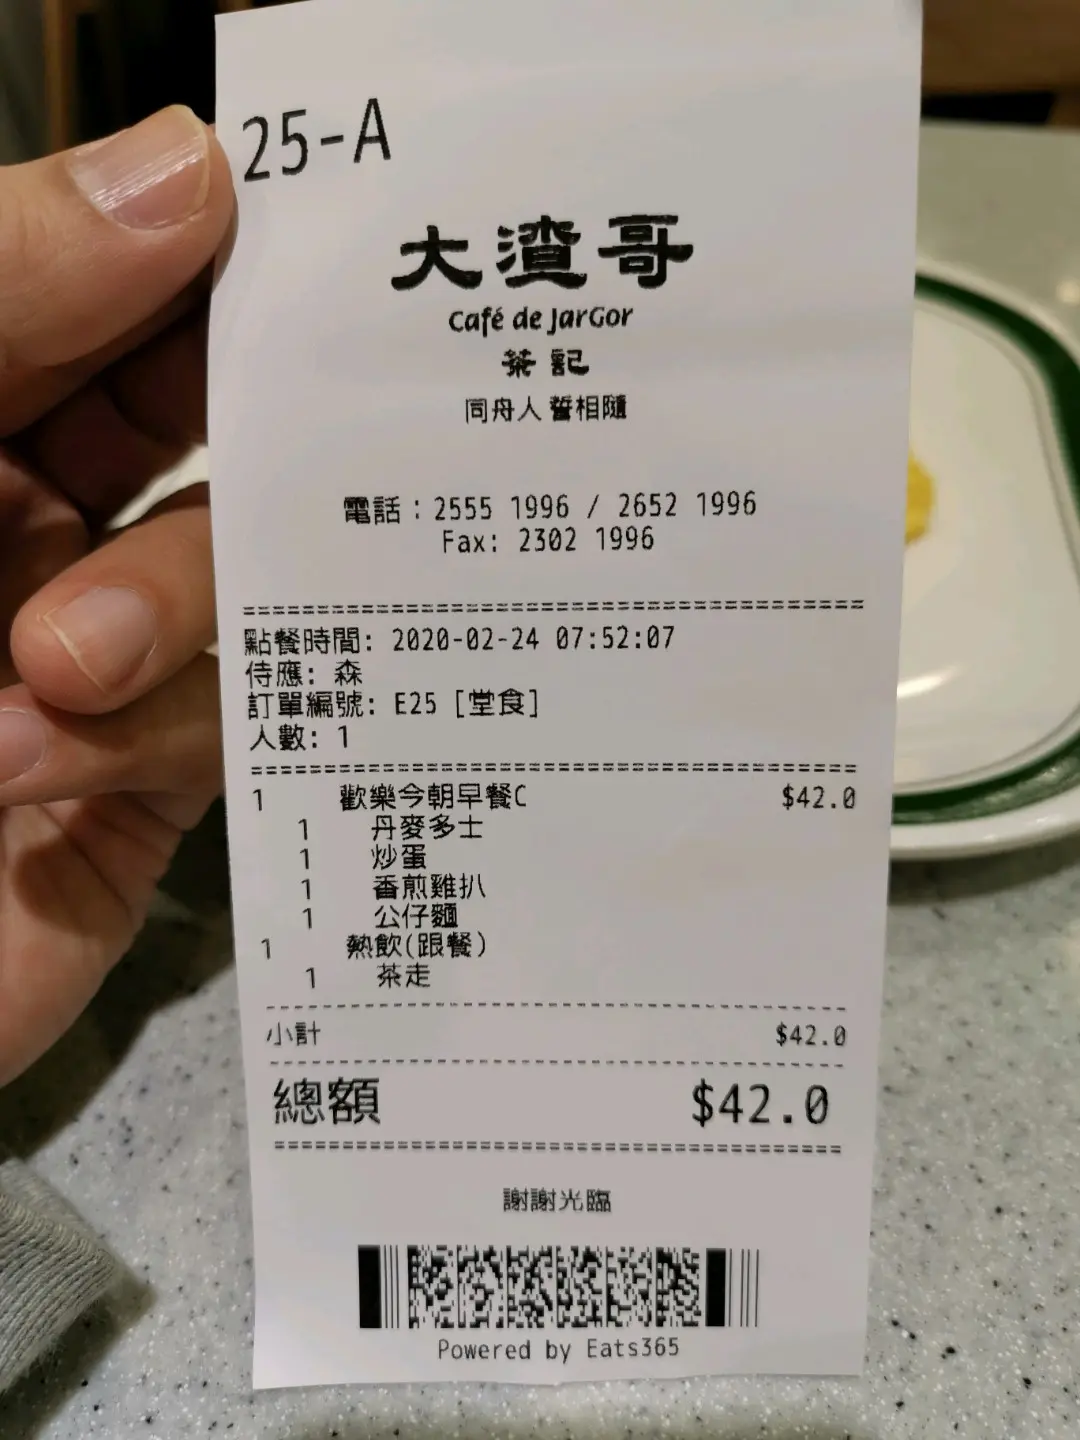 25-A
大渣哥
Café de JarGor
茶記
同舟人誓相隨
電話：2555 1996 / 2652 1996
Fax: 2302 1996
點餐時間: 2020-02-24 07:52:07
侍應: 森
訂單編號: E25 [堂食]
人數: 1
1 歡樂今朝早餐C $42.0
1 丹麥多士
1 炒蛋
1 香煎雞扒
1 公仔麵
1 熱飲(跟餐)
1 茶走
小計 $42.0
總額 $42.0
謝謝光臨
Powered by Eats365